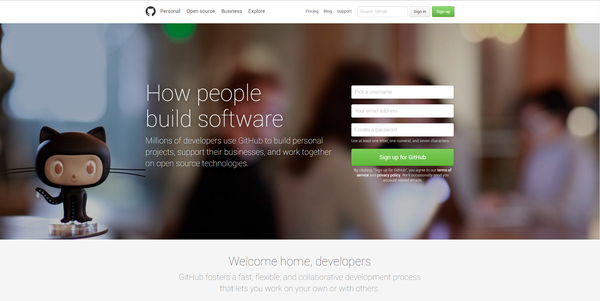 Personal Open source Business Explore
Pricing Blog Support Search GitHub Sign in Sign up
How people
build software
Millions of developers use GitHub to build personal
projects, support their businesses, and work together
on open source technologies.
Pick a username
Your email address
Create a password
Use at least one letter, one numeral, and seven characters.
Sign up for GitHub
By clicking "Sign up for GitHub", you agree to our terms of
service and privacy policy. We'll occasionally send you
account related emails.
Welcome home, developers
GitHub fosters a fast, flexible, and collaborative development process
that lets you work on your own or with others.